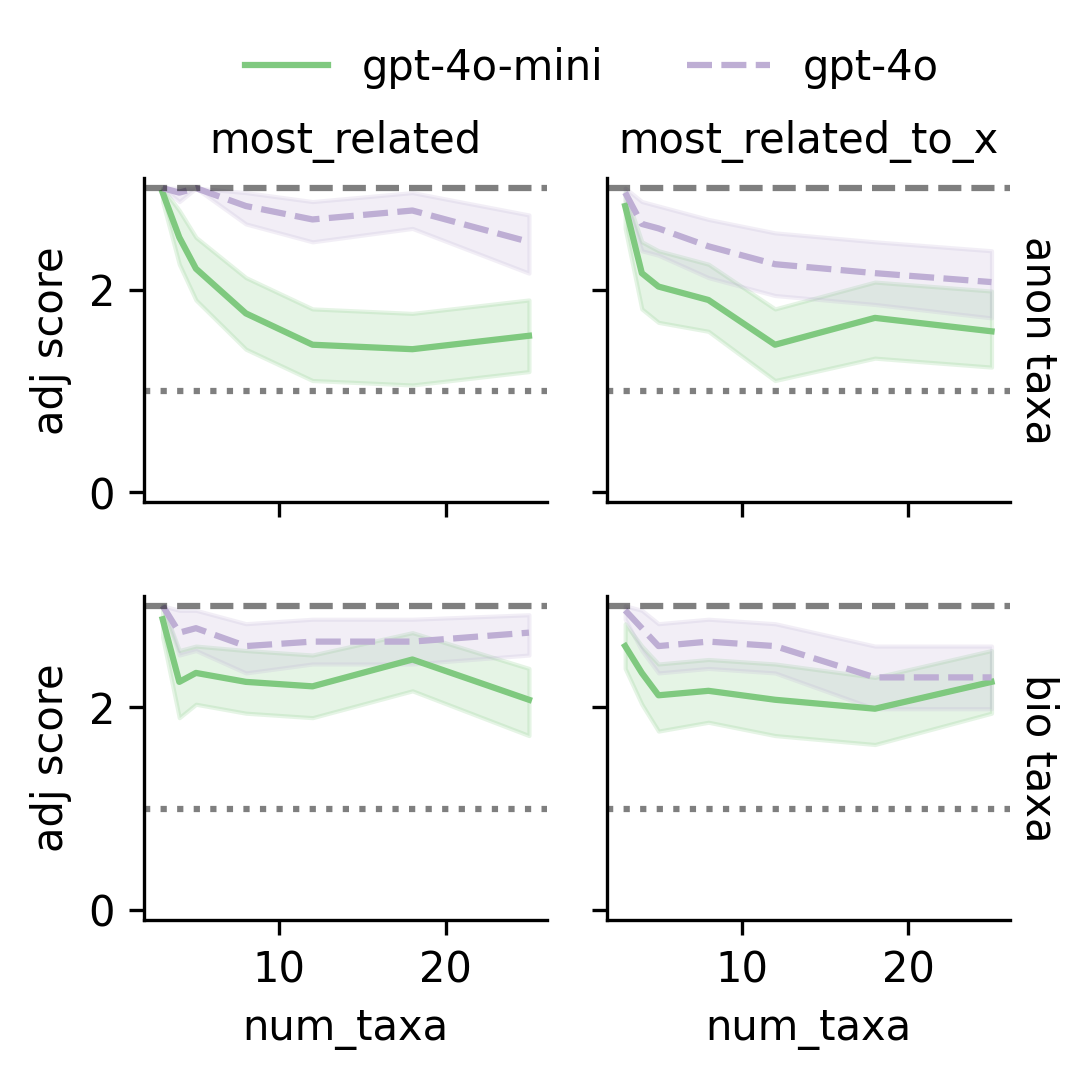 gpt-4o-mini gpt-4o
most_related most_related_to_x
adj score
2
0
anon taxa
adj score
2
0
bio taxa
10 20 10 20
num_taxa num_taxa